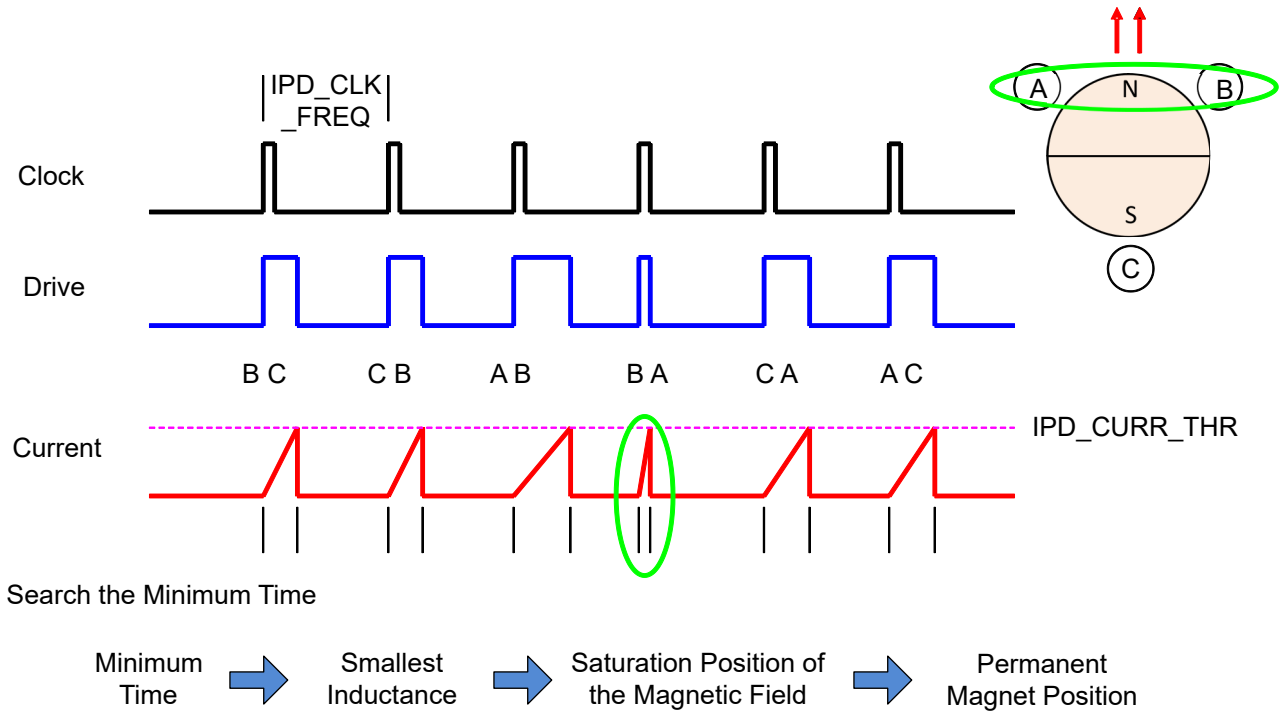 IPD_CLK
_FREQ
A
N
B
Clock
S
C
Drive
B C
C B
A B
B A
C A
A C
IPD_CURR_THR
Current
Search the Minimum Time
Minimum
Time
Smallest
Inductance
Saturation Position of
the Magnetic Field
Permanent
Magnet Position